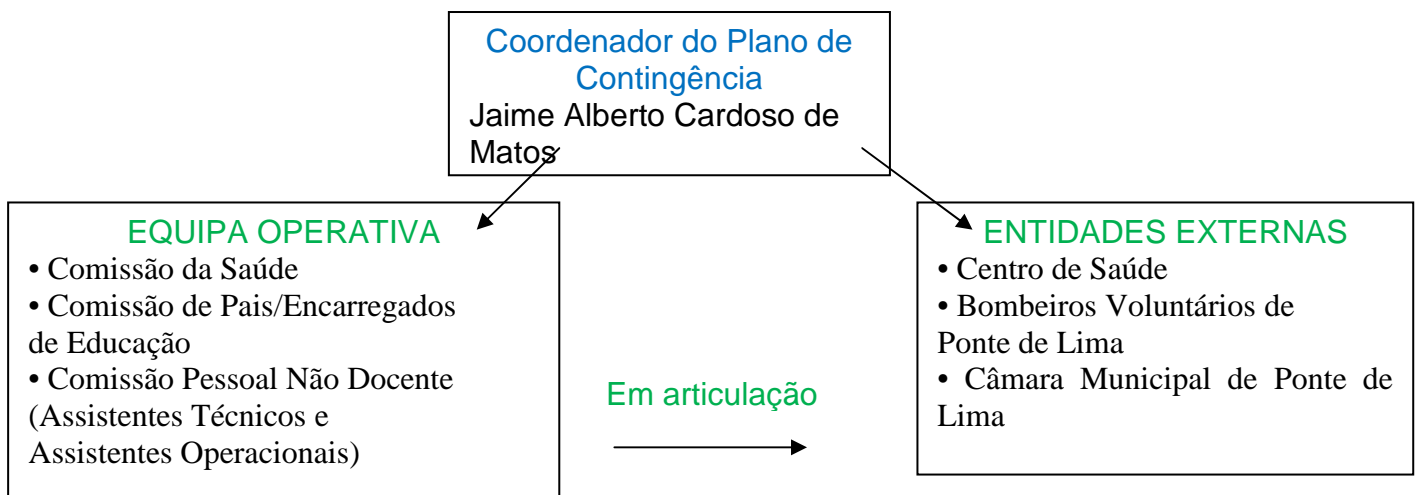 Coordenador do Plano de
Contingência
Jaime Alberto Cardoso de
Matos
EQUIPA OPERATIVA
• Comissão da Saúde
• Comissão de Pais/Encarregados
de Educação
• Comissão Pessoal Não Docente
(Assistentes Técnicos e
Assistentes Operacionais)
Em articulação
ENTIDADES EXTERNAS
• Centro de Saúde
• Bombeiros Voluntários de
Ponte de Lima
• Câmara Municipal de Ponte de
Lima